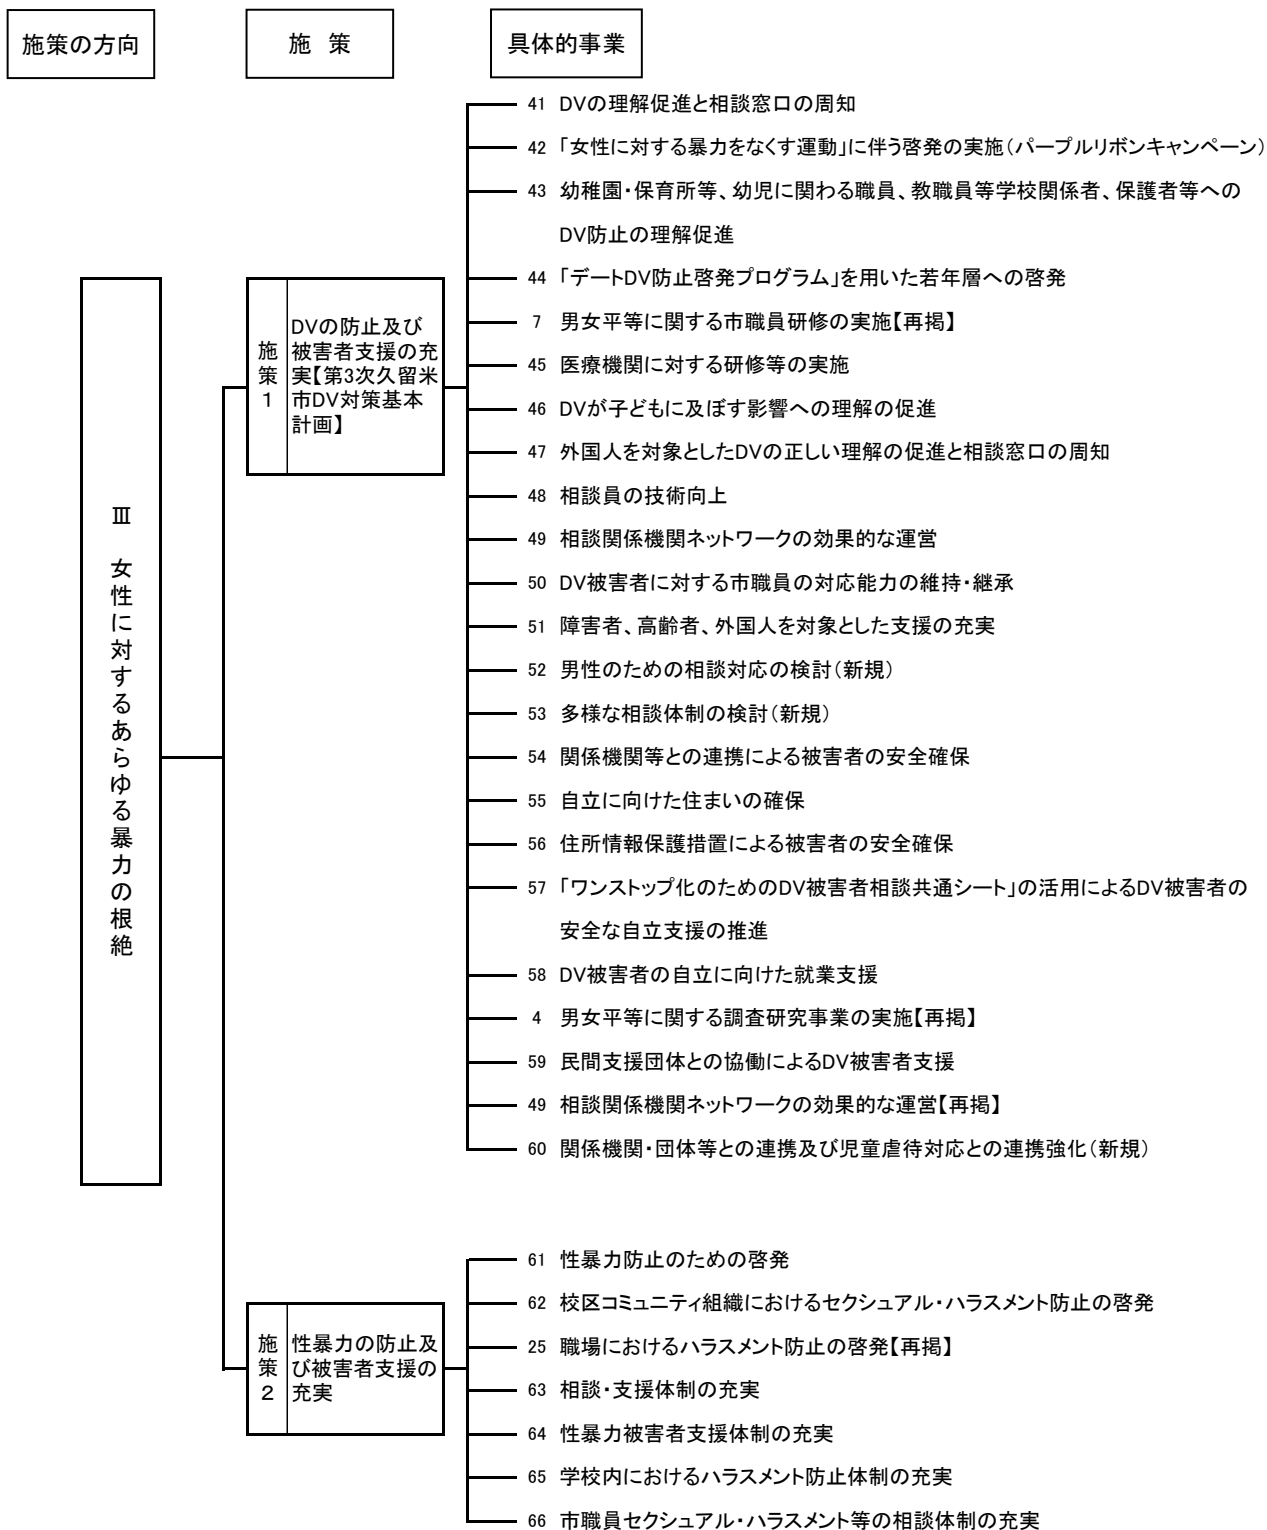 施策の方向
施 策
具体的事業
Ⅲ 女性に対するあらゆる暴力の根絶
施策1
DVの防止及び
被害者支援の充
実【第3次久留米
市DV対策基本
計画】
41 DVの理解促進と相談窓口の周知
42 「女性に対する暴力をなくす運動」に伴う啓発の実施(パープルリボンキャンペーン)
43 幼稚園・保育所等、幼児に関わる職員、教職員等学校関係者、保護者等への
DV防止の理解促進
44 「デートDV防止啓発プログラム」を用いた若年層への啓発
7 男女平等に関する市職員研修の実施【再掲】
45 医療機関に対する研修等の実施
46 DVが子どもに及ぼす影響への理解の促進
47 外国人を対象としたDVの正しい理解の促進と相談窓口の周知
48 相談員の技術向上
49 相談関係機関ネットワークの効果的な運営
50 DV被害者に対する市職員の対応能力の維持・継承
51 障害者、高齢者、外国人を対象とした支援の充実
52 男性のための相談対応の検討(新規)
53 多様な相談体制の検討(新規)
54 関係機関等との連携による被害者の安全確保
55 自立に向けた住まいの確保
56 住所情報保護措置による被害者の安全確保
57 「ワンストップ化のためのDV被害者相談共通シート」の活用によるDV被害者の
安全な自立支援の推進
58 DV被害者の自立に向けた就業支援
4 男女平等に関する調査研究事業の実施【再掲】
59 民間支援団体との協働によるDV被害者支援
49 相談関係機関ネットワークの効果的な運営【再掲】
60 関係機関・団体等との連携及び児童虐待対応との連携強化(新規)
施策2
性暴力の防止及
び被害者支援の
充実
61 性暴力防止のための啓発
62 校区コミュニティ組織におけるセクシュアル・ハラスメント防止の啓発
25 職場におけるハラスメント防止の啓発【再掲】
63 相談・支援体制の充実
64 性暴力被害者支援体制の充実
65 学校内におけるハラスメント防止体制の充実
66 市職員セクシュアル・ハラスメント等の相談体制の充実